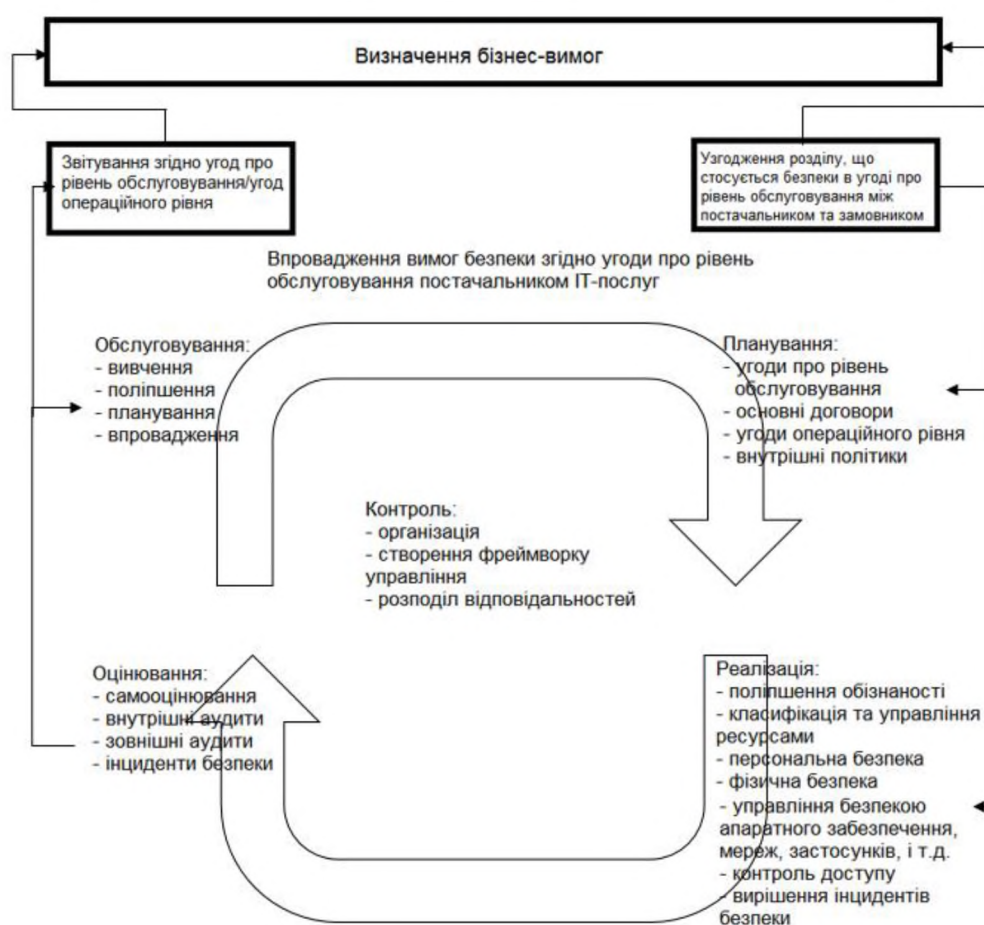 Визначення бізнес-вимог
Звітування згідно угод про
рівень обслуговування/угод
операційного рівня
Узгодження розділу, що
стосується безпеки в угоді про
рівень обслуговування між
постачальником та замовником
Впровадження вимог безпеки згідно угоди про рівень
обслуговування постачальником ІТ-послуг
Обслуговування:
- вивчення
- поліпшення
- планування
- впровадження
Планування:
- угоди про рівень
обслуговування
- основні договори
- угоди операційного рівня
- внутрішні політики
Контроль:
- організація
- створення фреймворку
управління
- розподіл відповідальностей
Оцінювання:
- самооцінювання
- внутрішні аудити
- зовнішні аудити
- інциденти безпеки
Реалізація:
- поліпшення обізнаності
- класифікація та управління
ресурсами
- персональна безпека
- фізична безпека
- управління безпекою
апаратного забезпечення,
мереж, застосунків, і т.д.
- контроль доступу
- вирішення інцидентів
безпеки